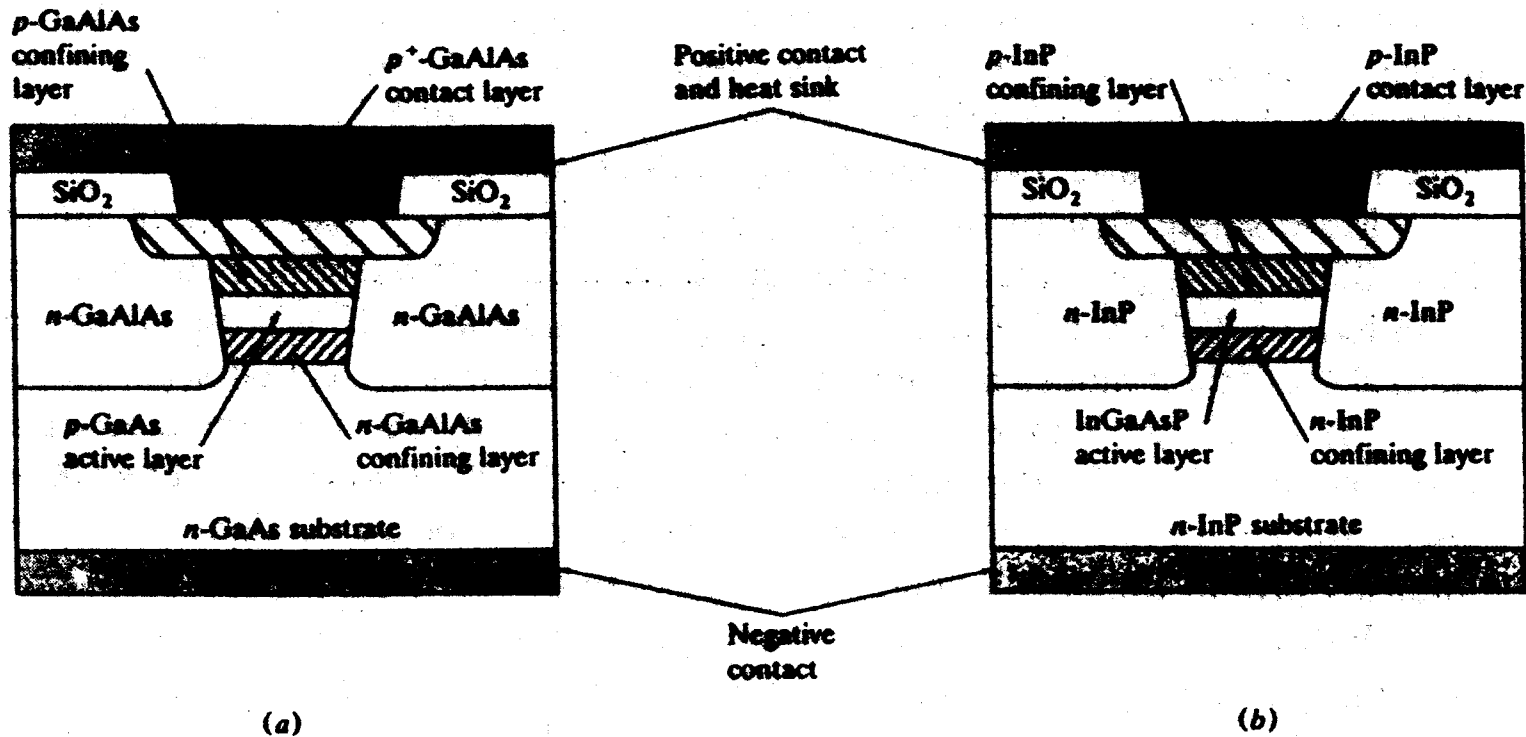 p-GaAlAs
confining
layer
p⁺-GaAlAs
contact layer
Positive contact
and heat sink
p-InP
confining layer
p-InP
contact layer
SiO₂
SiO₂
SiO₂
SiO₂
n-GaAlAs
n-GaAlAs
n-InP
n-InP
p-GaAs
active layer
n-GaAlAs
confining layer
InGaAsP
active layer
n-InP
confining layer
n-GaAs substrate
n-InP substrate
Negative
contact
(a)
(b)